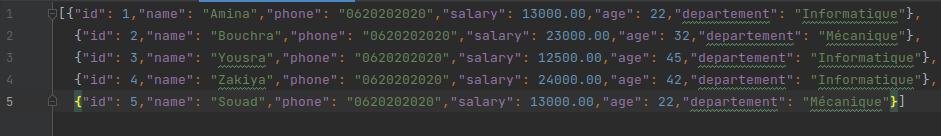 1 [{"id": 1,"name": "Amina","phone": "0620202020","salary": 13000.00,"age": 22,"departement": "Informatique"},
2 {"id": 2,"name": "Bouchra","phone": "0620202020","salary": 23000.00,"age": 32,"departement": "Mécanique"},
3 {"id": 3,"name": "Yousra","phone": "0620202020","salary": 12500.00,"age": 45,"departement": "Informatique"},
4 {"id": 4,"name": "Zakiya","phone": "0620202020","salary": 24000.00,"age": 42,"departement": "Informatique"},
5 {"id": 5,"name": "Souad","phone": "0620202020","salary": 13000.00,"age": 22,"departement": "Mécanique"}]